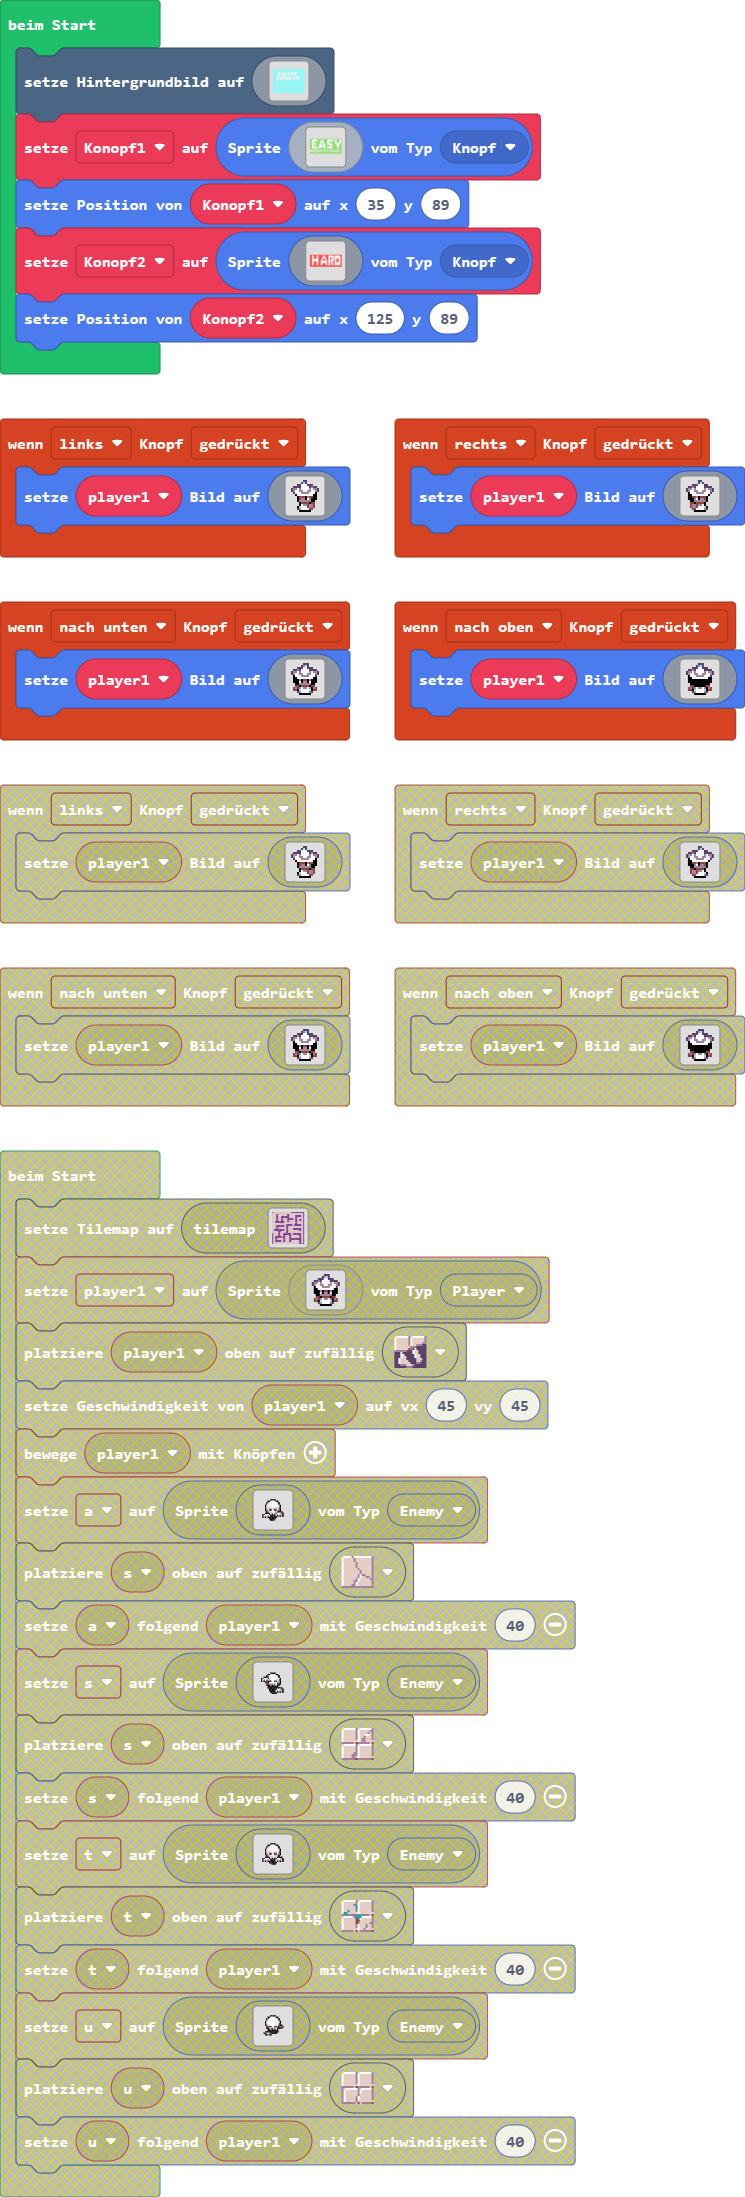 beim Start
setze Hintergrundbild auf
setze Konopf1 auf Sprite EASY vom Typ Knopf
setze Position von Konopf1 auf x 35 y 89
setze Konopf2 auf Sprite HARD vom Typ Knopf
setze Position von Konopf2 auf x 125 y 89
wenn links Knopf gedrückt
setze player1 Bild auf
wenn rechts Knopf gedrückt
setze player1 Bild auf
wenn nach unten Knopf gedrückt
setze player1 Bild auf
wenn nach oben Knopf gedrückt
setze player1 Bild auf
wenn links Knopf gedrückt
setze player1 Bild auf
wenn rechts Knopf gedrückt
setze player1 Bild auf
wenn nach unten Knopf gedrückt
setze player1 Bild auf
wenn nach oben Knopf gedrückt
setze player1 Bild auf
beim Start
setze Tilemap auf tilemap
setze player1 auf Sprite vom Typ Player
platziere player1 oben auf zufällig
setze Geschwindigkeit von player1 auf vx 45 vy 45
bewege player1 mit Knöpfen
setze a auf Sprite vom Typ Enemy
platziere s oben auf zufällig
setze a folgend player1 mit Geschwindigkeit 40
setze s auf Sprite vom Typ Enemy
platziere s oben auf zufällig
setze s folgend player1 mit Geschwindigkeit 40
setze t auf Sprite vom Typ Enemy
platziere t oben auf zufällig
setze t folgend player1 mit Geschwindigkeit 40
setze u auf Sprite vom Typ Enemy
platziere u oben auf zufällig
setze u folgend player1 mit Geschwindigkeit 40